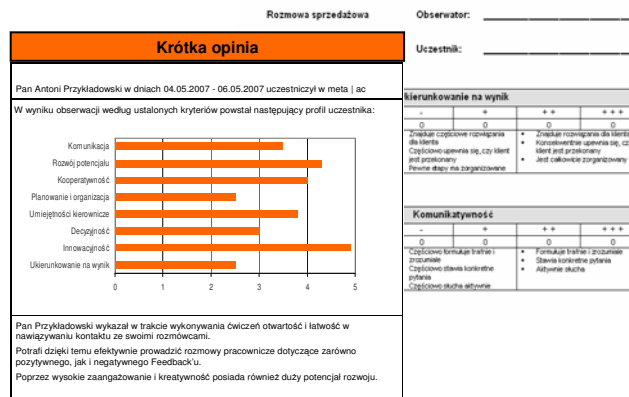 Rozmowa sprzedażowa
Obserwator:
Uczestnik:
Krótka opinia
Pan Antoni Przykładowski w dniach 04.05.2007 - 06.05.2007 uczestniczył w meta | ac
W wyniku obserwacji według ustalonych kryteriów powstał następujący profil uczestnika:
Komunikacja
Rozwój potencjału
Kooperatywność
Planowanie i organizacja
Umiejętności kierownicze
Decyzyjność
Innowacyjność
Ukierunkowanie na wynik
0 1 2 3 4 5
Pan Przykładowski wykazał w trakcie wykonywania ćwiczeń otwartość i łatwość w
nawiązywaniu kontaktu ze swoimi rozmówcami.
Potrafi dzięki temu efektywnie prowadzić rozmowy pracownicze dotyczące zarówno
pozytywnego, jak i negatywnego Feedback'u.
Poprzez wysokie zaangażowanie i kreatywność posiada również duży potencjał rozwoju.
kierunkowanie na wynik
- + ++ +++
0 0 0 0
Znajduje częściowe rozwiązania
dla klienta
Częściowo upewnia się, czy klient
jest przekonany
Pewne etapy ma zorganizowane
• Znajduje rozwiązania dla klienta
• Konsekwentnie upewnia się, cz
klient jest przekonany
• Jest całkowicie zorganizowany
Komunikatywność
- + ++ +++
0 0 0 0
Częściowo formułuje trafnie i
zrozumiale
Częściowo stawia konkretne
pytania
Częściowo słucha aktywnie
• Formułuje trafnie i zrozumiale
• Stawia konkretne pytania
• Aktywnie słucha